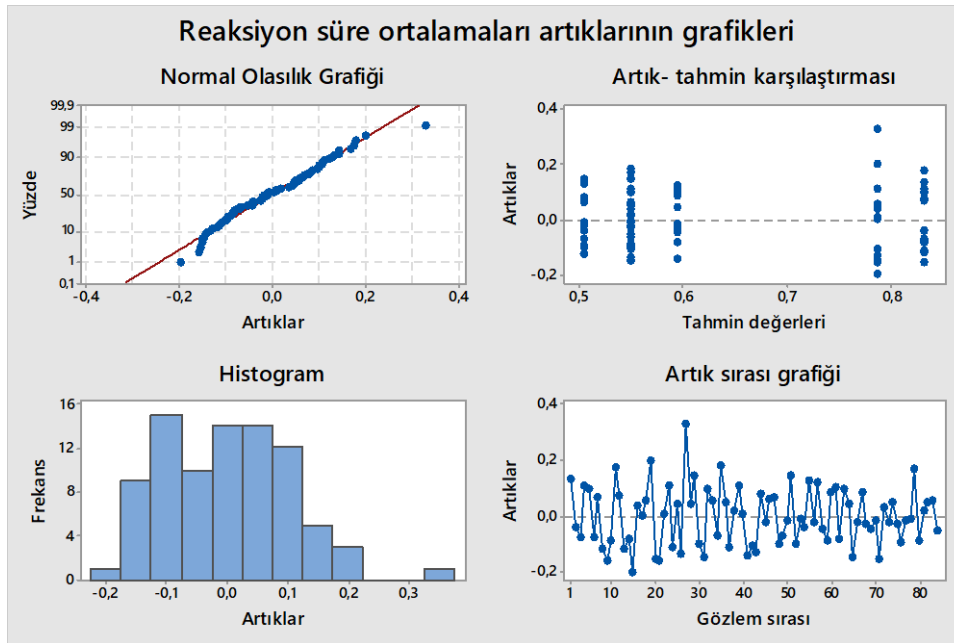 Reaksiyon süre ortalamaları artıklarının grafikleri
Normal Olasılık Grafiği
Yüzde
99,9
99
90
50
10
1
0,1
-0,4 -0,2 0,0 0,2 0,4
Artıklar
Artık- tahmin karşılaştırması
Artıklar
0,4
0,2
0,0
-0,2
0,5 0,6 0,7 0,8
Tahmin değerleri
Histogram
Frekans
16
12
8
4
0
-0,2 -0,1 0,0 0,1 0,2 0,3
Artıklar
Artık sırası grafiği
Artıklar
0,4
0,2
0,0
-0,2
1 10 20 30 40 50 60 70 80
Gözlem sırası